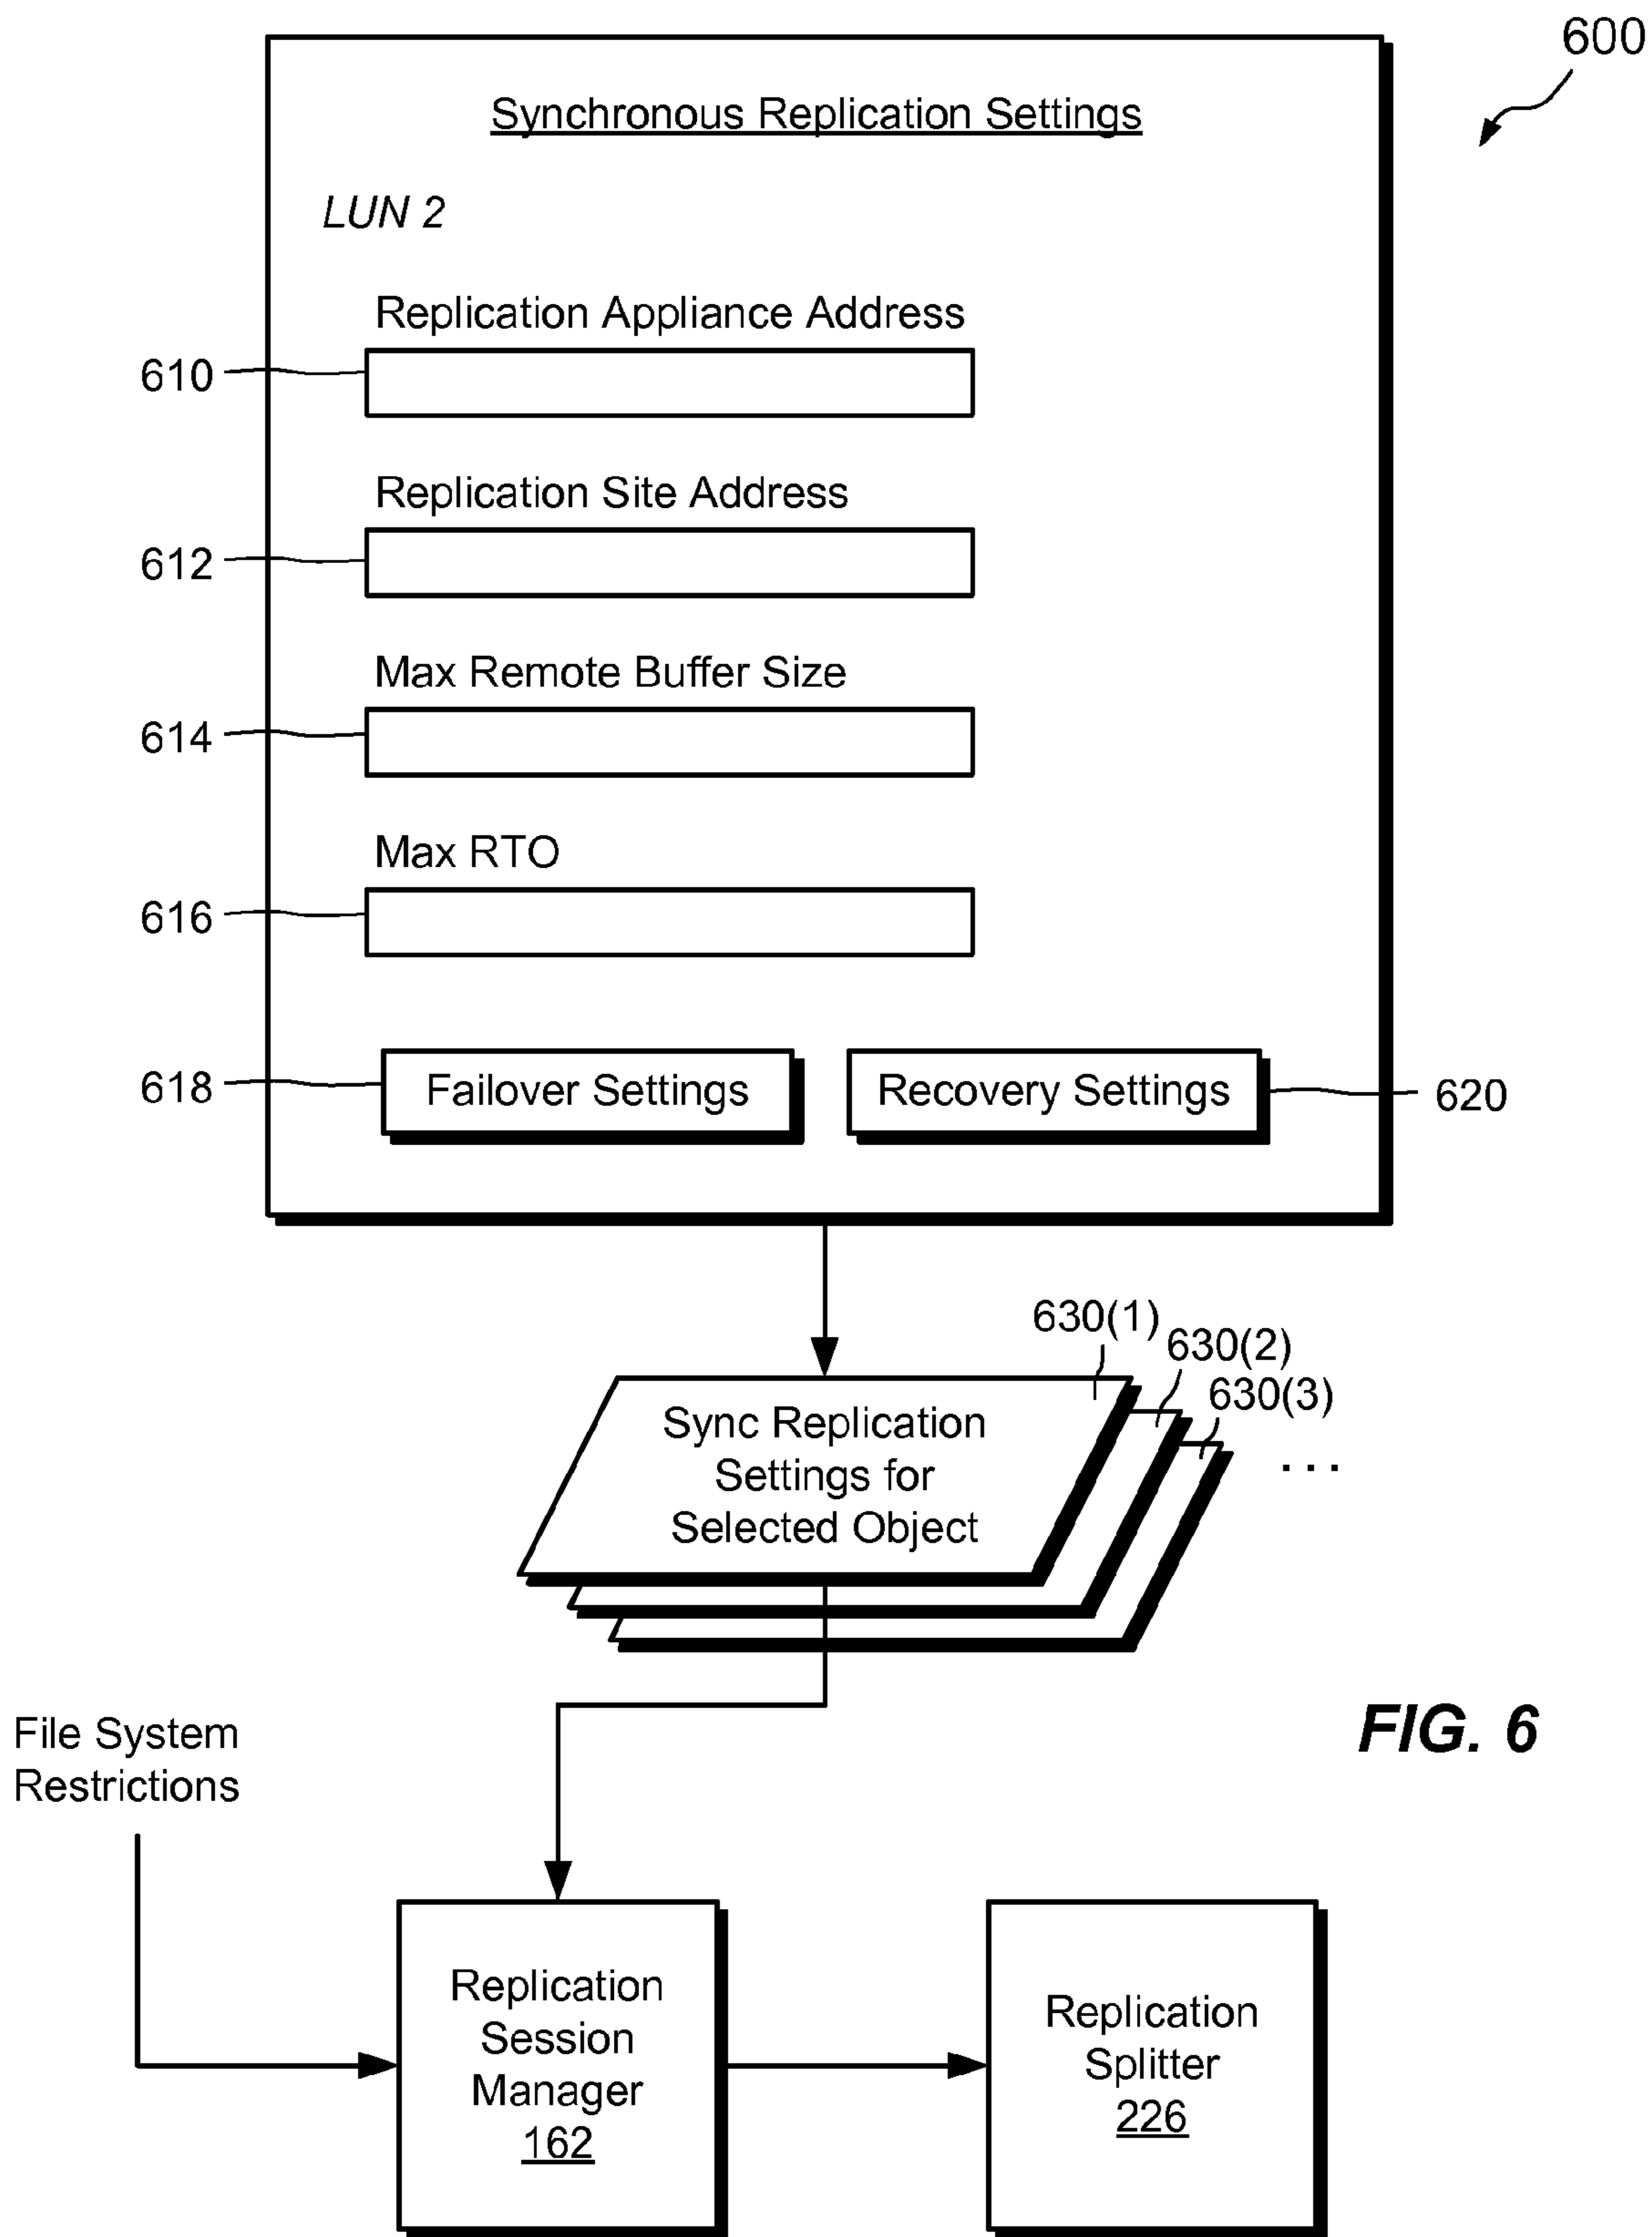 600
Synchronous Replication Settings
LUN 2
Replication Appliance Address
610
Replication Site Address
612
Max Remote Buffer Size
614
Max RTO
616
618
Failover Settings
Recovery Settings
620
630(1)
630(2)
630(3)
Sync Replication
Settings for
Selected Object
. . .
FIG. 6
File System
Restrictions
Replication
Session
Manager
162
Replication
Splitter
226